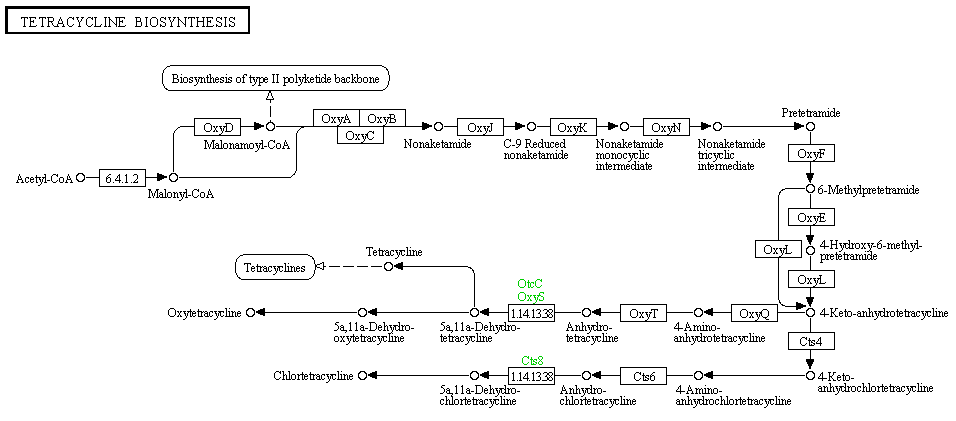 TETRACYCLINE BIOSYNTHESIS
Biosynthesis of type II polyketide backbone
Pretetramide
OxyA
OxyB
OxyD
OxyJ
OxyK
OxyN
OxyC
Malonamoyl-CoA
Nonaketamide
C-9 Reduced
nonaketamide
Nonaketamide
monocyclic
intermediate
Nonaketamide
tricyclic
intermediate
OxyF
Acetyl-CoA
6.4.1.2
Malonyl-CoA
6-Methylpretetramide
OxyE
OxyL
4-Hydroxy-6-methyl-
pretetramide
Tetracycline
Tetracyclines
OxyL
OtcC
OxyS
Oxytetracycline
1.14.13.38
OxyT
OxyQ
4-Keto-anhydrotetracycline
5a,11a-Dehydro-
oxytetracycline
5a,11a-Dehydro-
tetracycline
Anhydro-
tetracycline
4-Amino-
anhydrotetracycline
Cts4
Cts8
Chlortetracycline
1.14.13.38
Cts6
4-Keto-
anhydrochlortetracycline
5a,11a-Dehydro-
chlortetracycline
Anhydro-
chlortetracycline
4-Amino-
anhydrochlortetracycline